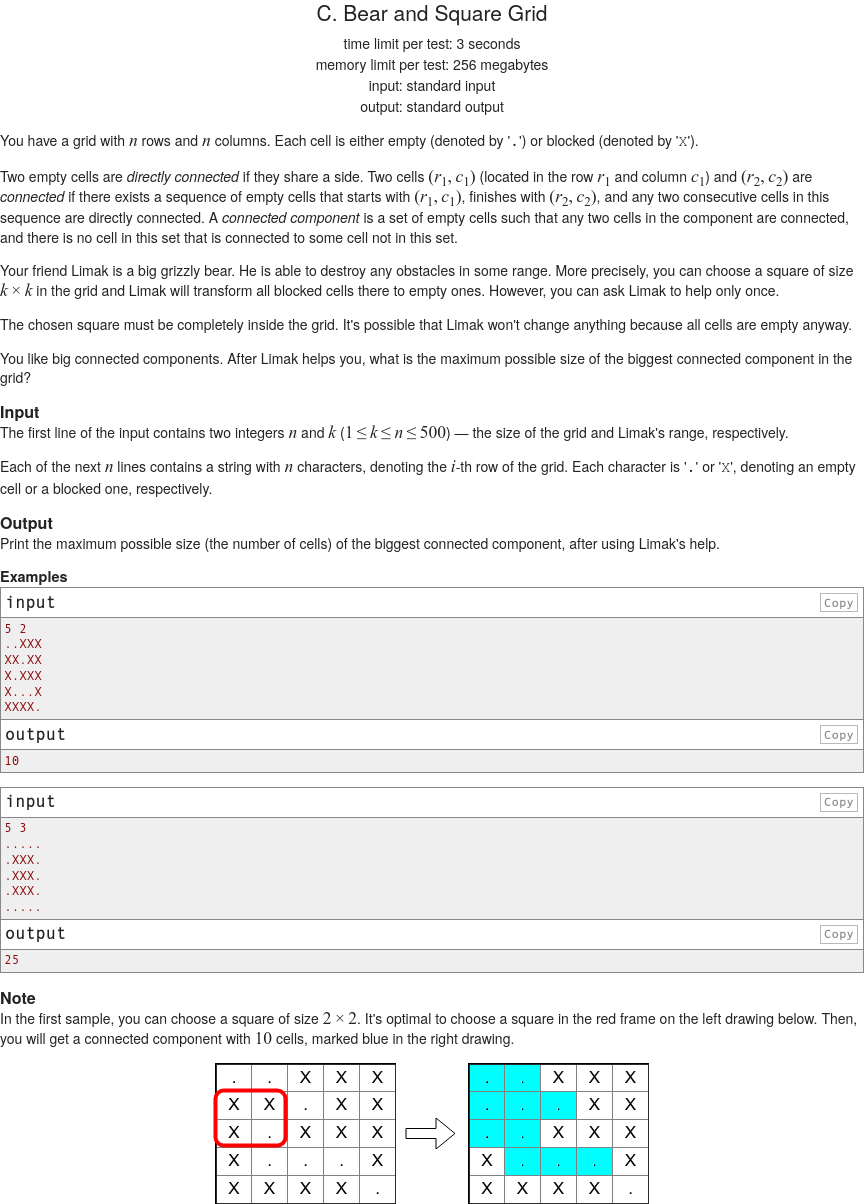 C. Bear and Square Grid
time limit per test: 3 seconds
memory limit per test: 256 megabytes
input: standard input
output: standard output
You have a grid with n rows and n columns. Each cell is either empty (denoted by '.') or blocked (denoted by 'X').
Two empty cells are directly connected if they share a side. Two cells (r1, c1) (located in the row r1 and column c1) and (r2, c2) are
connected if there exists a sequence of empty cells that starts with (r1, c1), finishes with (r2, c2), and any two consecutive cells in this
sequence are directly connected. A connected component is a set of empty cells such that any two cells in the component are connected,
and there is no cell in this set that is connected to some cell not in this set.
Your friend Limak is a big grizzly bear. He is able to destroy any obstacles in some range. More precisely, you can choose a square of size
k × k in the grid and Limak will transform all blocked cells there to empty ones. However, you can ask Limak to help only once.
The chosen square must be completely inside the grid. It's possible that Limak won't change anything because all cells are empty anyway.
You like big connected components. After Limak helps you, what is the maximum possible size of the biggest connected component in the
grid?
Input
The first line of the input contains two integers n and k (1 ≤ k ≤ n ≤ 500) — the size of the grid and Limak's range, respectively.
Each of the next n lines contains a string with n characters, denoting the i-th row of the grid. Each character is '.' or 'X', denoting an empty
cell or a blocked one, respectively.
Output
Print the maximum possible size (the number of cells) of the biggest connected component, after using Limak's help.
Examples
input Copy
5 2
..XXX
XX.XX
X.XXX
X...X
XXXX.
output Copy
10
input Copy
5 3
.....
.XXX.
.XXX.
.XXX.
.....
output Copy
25
Note
In the first sample, you can choose a square of size 2 × 2. It's optimal to choose a square in the red frame on the left drawing below. Then,
you will get a connected component with 10 cells, marked blue in the right drawing.
. . X X X . . X X X
X X . X X . . . X X
X . X X X . . X X X
X . . . X X . . . X
X X X X . X X X X .